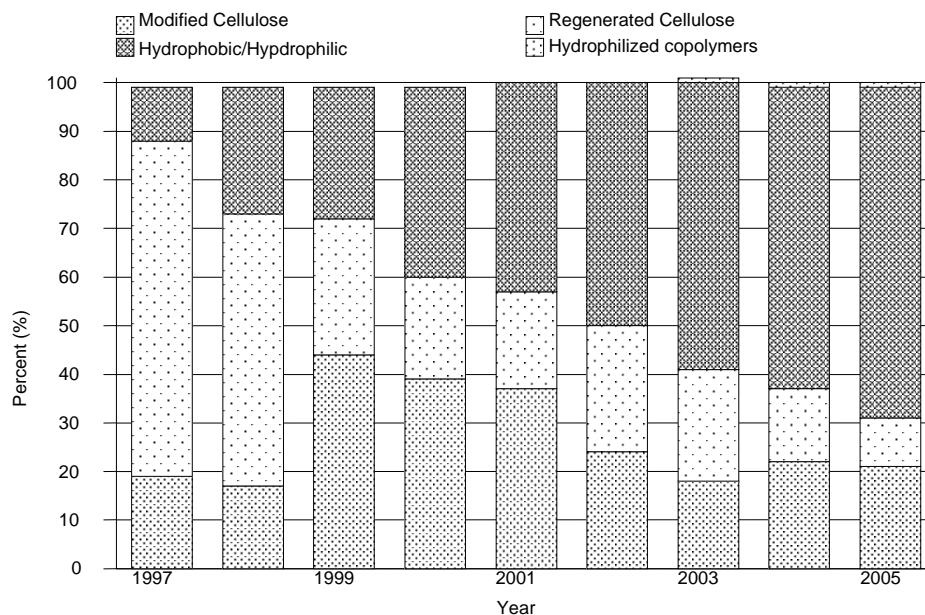 Modified Cellulose
Regenerated Cellulose
Hydrophobic/Hypdrophilic
Hydrophilized copolymers
100
90
80
70
60
50
40
30
20
10
0
Percent (%)
1997
1999
2001
2003
2005
Year